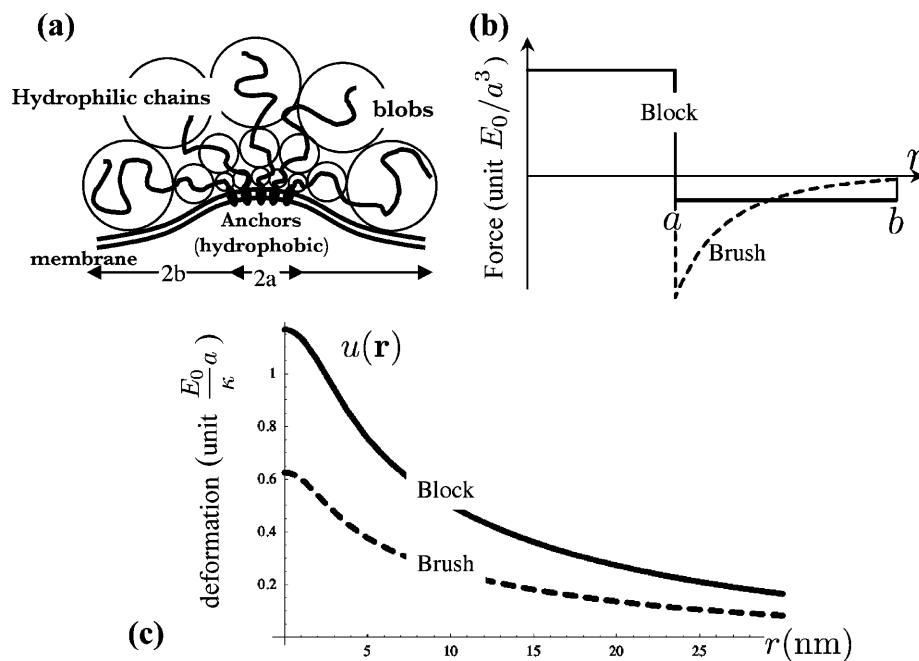 (a)
Hydrophilic chains
blobs
Anchors
(hydrophobic)
membrane
2b
2a
(b)
Force (unit E₀/a³)
Block
r
a
b
Brush
u(r)
deformation (unit E₀/κ a)
1
0.8
0.6
0.4
0.2
Block
Brush
5
10
15
20
25
r(nm)
(c)